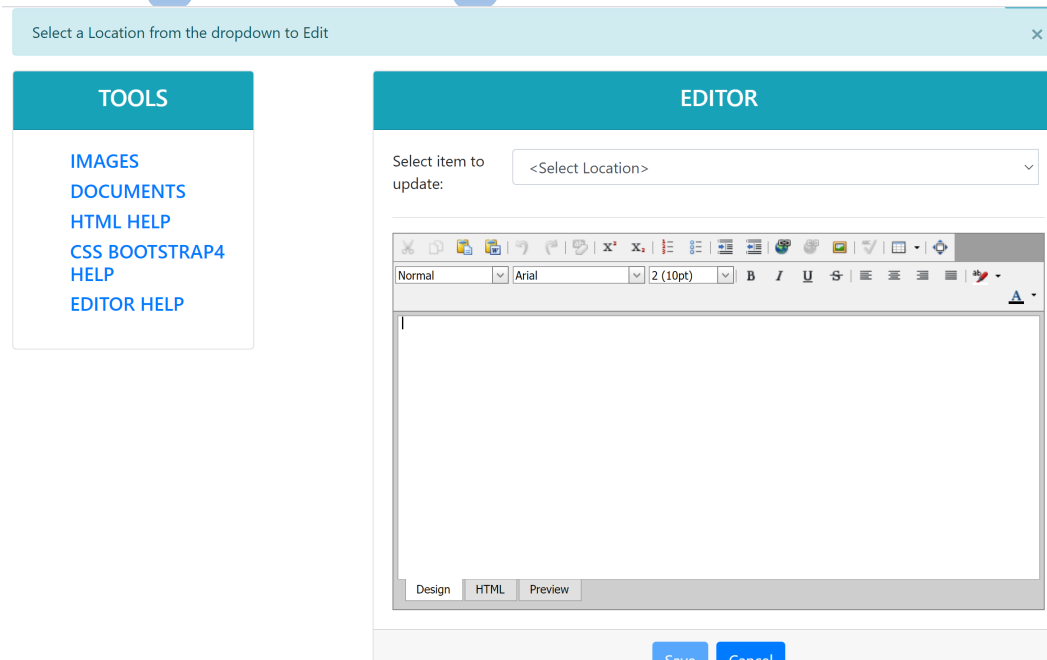 Select a Location from the dropdown to Edit
×
TOOLS
IMAGES
DOCUMENTS
HTML HELP
CSS BOOTSTRAP4
HELP
EDITOR HELP
EDITOR
Select item to
update:
<Select Location>
Normal
Arial
2 (10pt)
Design
HTML
Preview
Save
Cancel